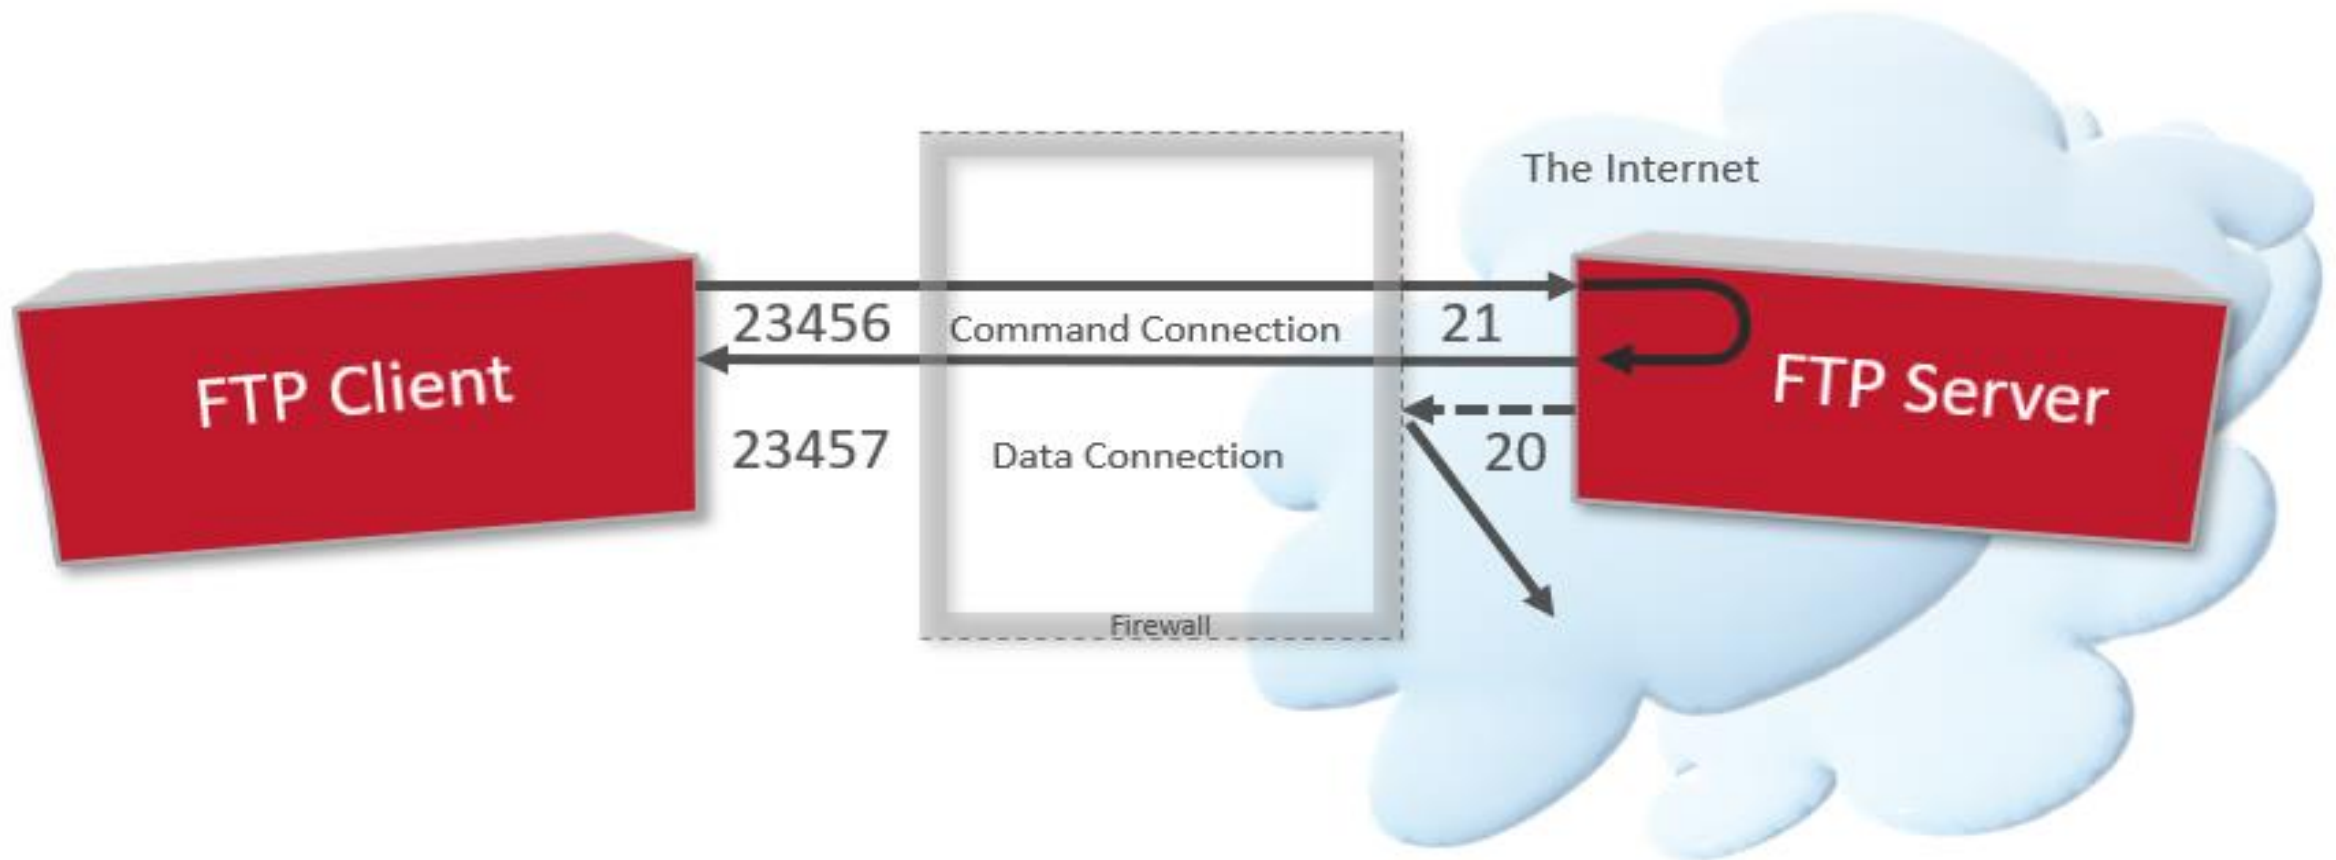 The Internet
23456
Command Connection
21
FTP Client
FTP Server
23457
Data Connection
20
Firewall